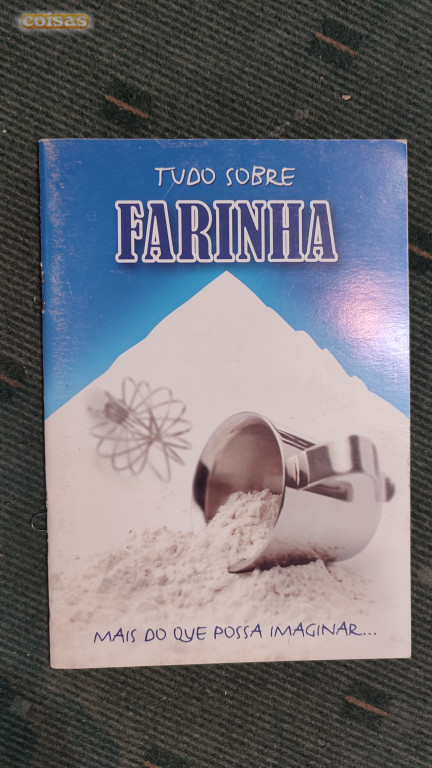 coisas
TUDO SOBRE
FARINHA
MAIS DO QUE POSSA IMAGINAR...